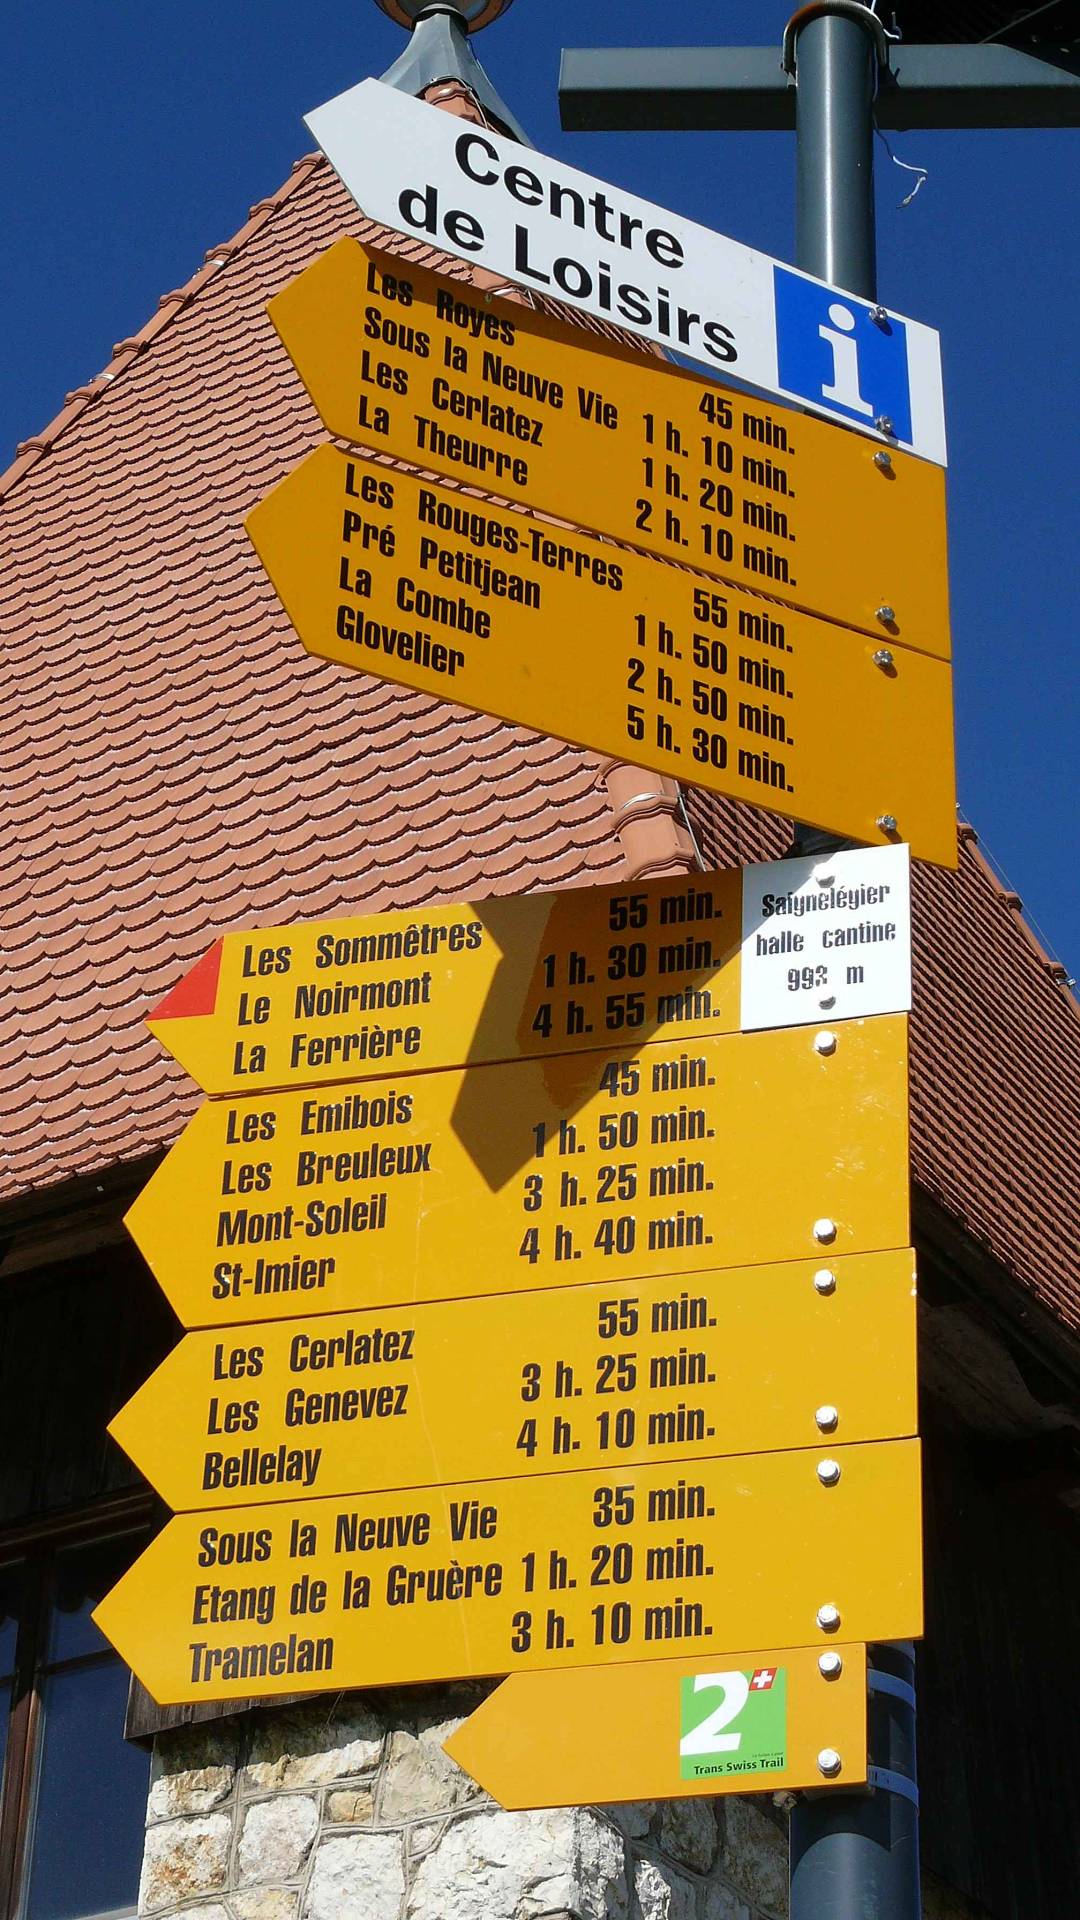 Centre
de Loisirs
i
Les Royes 45 min.
Sous la Neuve Vie 1 h. 10 min.
Les Cerlatez 1 h. 20 min.
La Theurre 2 h. 10 min.
Les Rouges-Terres 55 min.
Pré Petitjean 1 h. 50 min.
La Combe 2 h. 50 min.
Glovelier 5 h. 30 min.
Saignelégier
halle cantine
993 m
Les Sommêtres 55 min.
Le Noirmont 1 h. 30 min.
La Ferrière 4 h. 55 min.
Les Emibois 45 min.
Les Breuleux 1 h. 50 min.
Mont-Soleil 3 h. 25 min.
St-Imier 4 h. 40 min.
Les Cerlatez 55 min.
Les Genevez 3 h. 25 min.
Bellelay 4 h. 10 min.
Sous la Neuve Vie 35 min.
Etang de la Gruère 1 h. 20 min.
Tramelan 3 h. 10 min.
2
Trans Swiss Trail